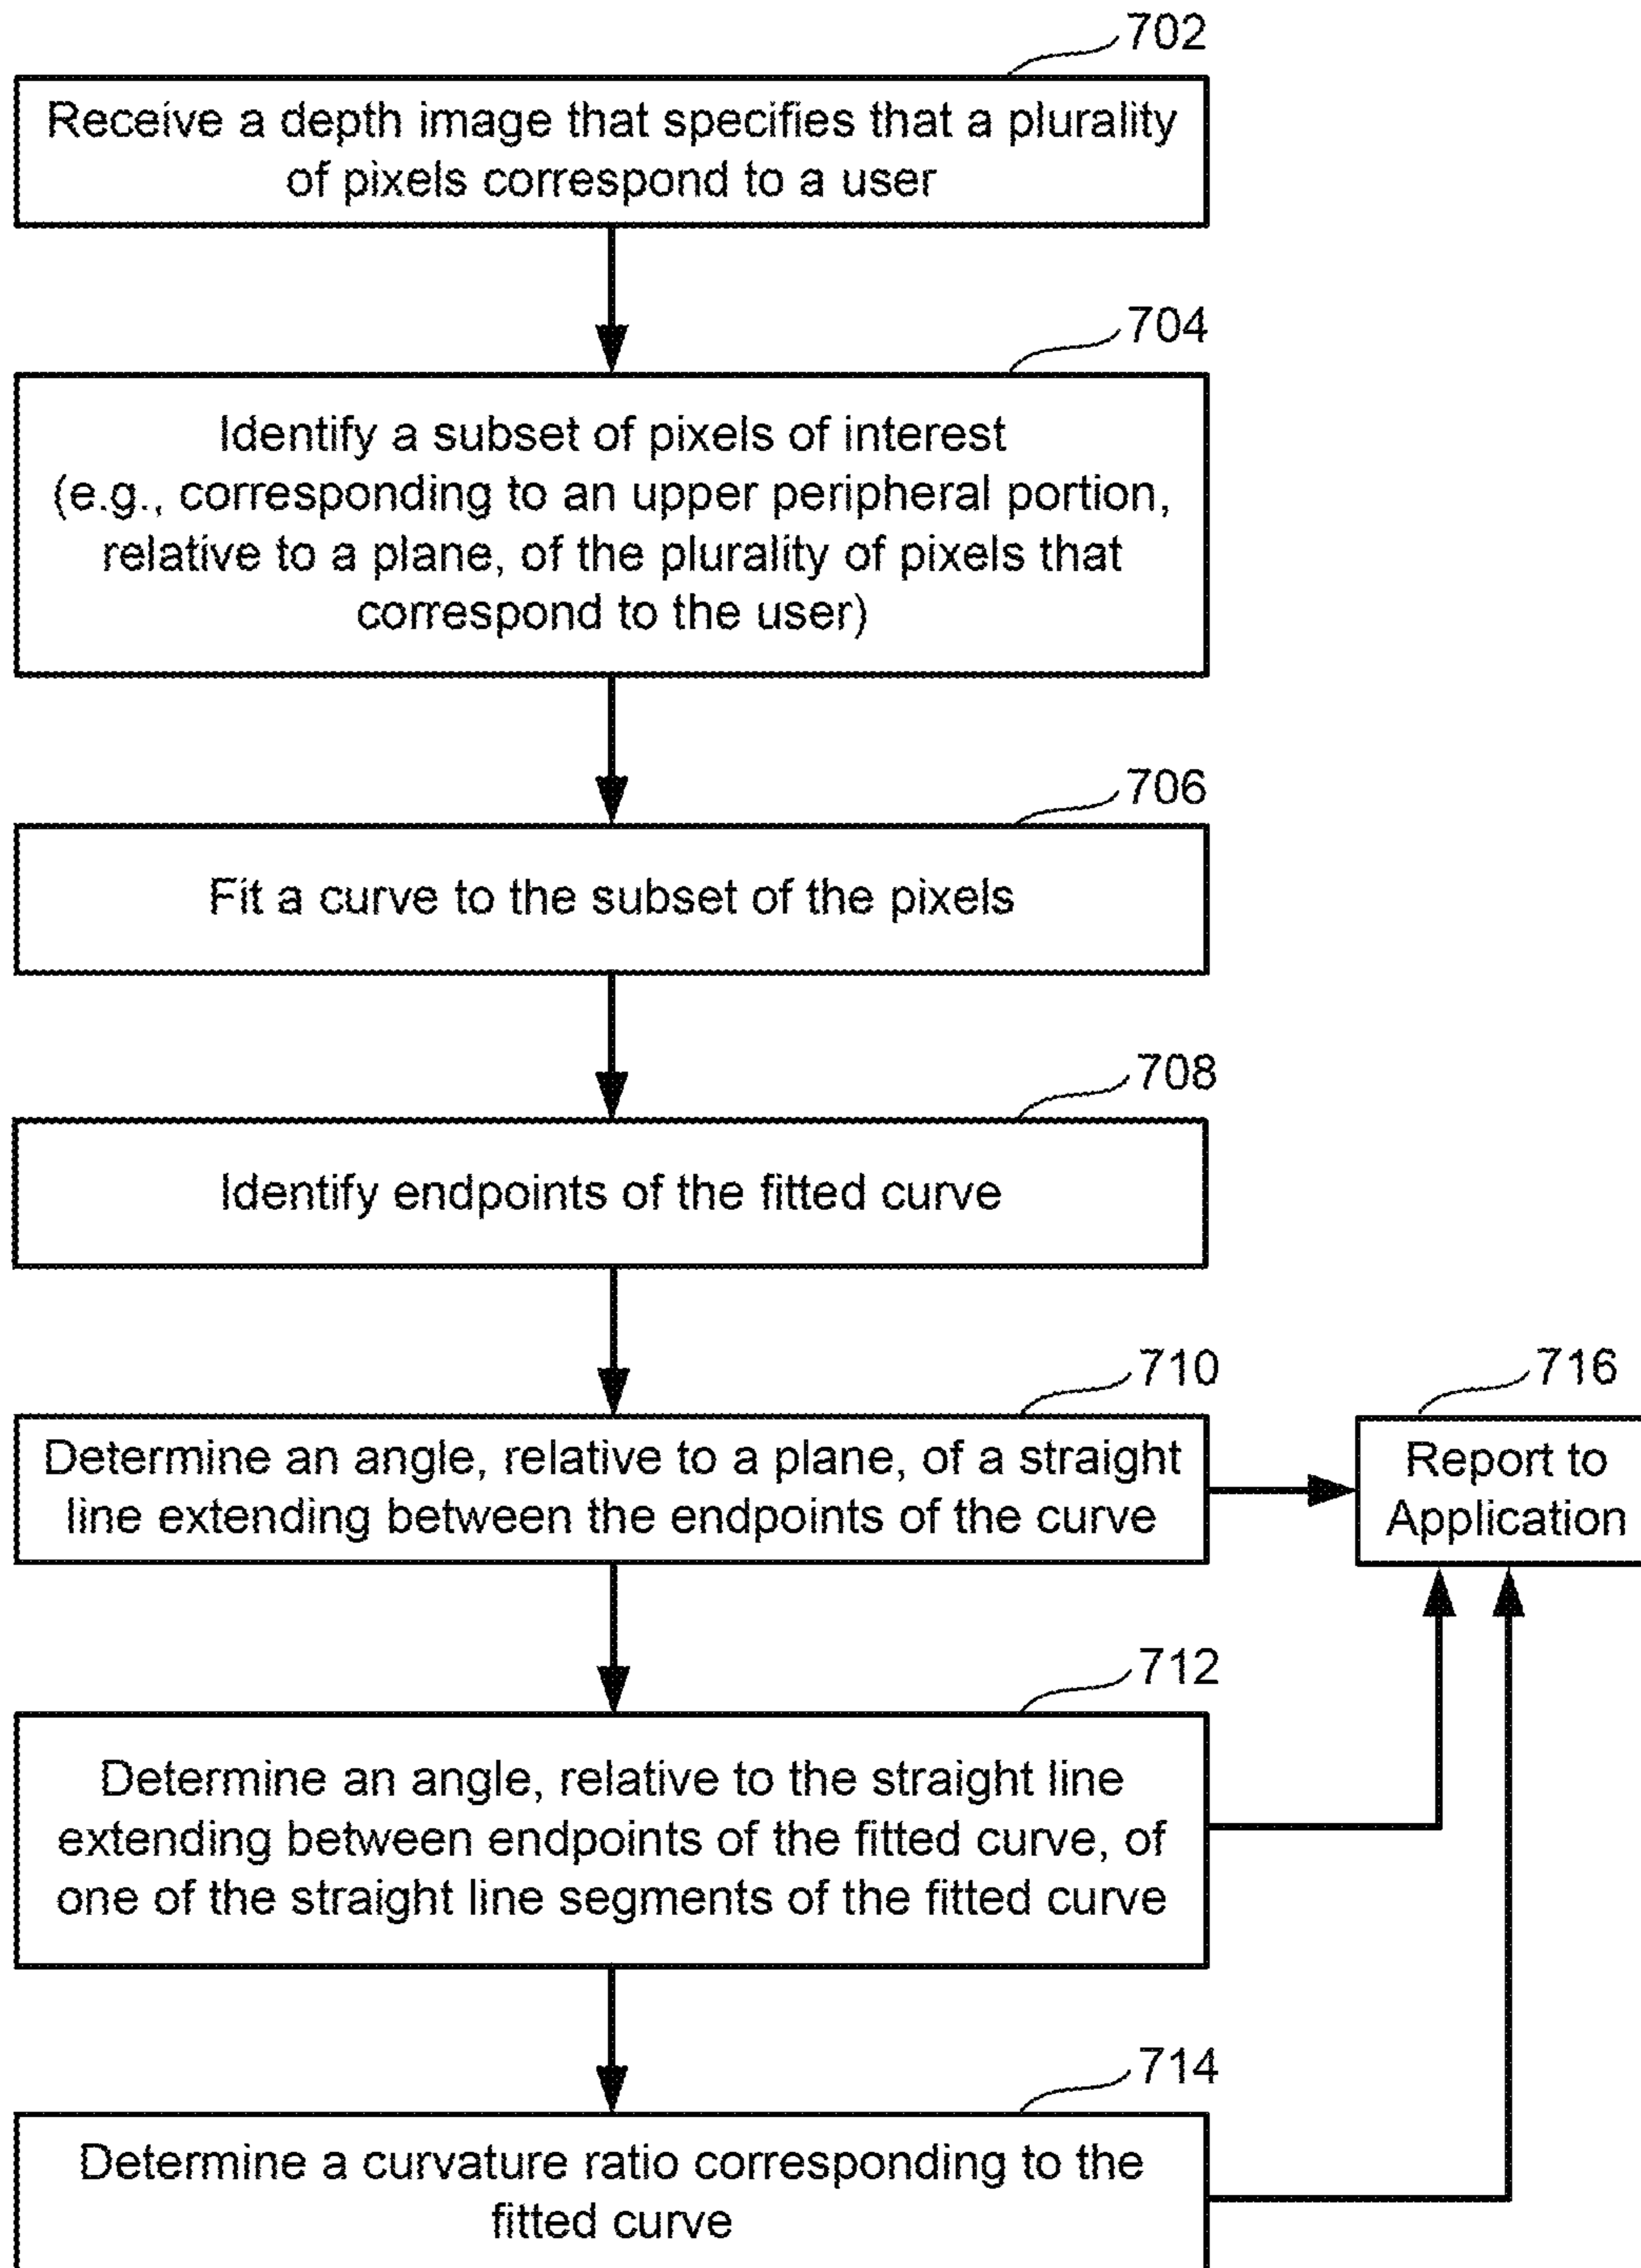 702
Receive a depth image that specifies that a plurality
of pixels correspond to a user
704
Identify a subset of pixels of interest
(e.g., corresponding to an upper peripheral portion,
relative to a plane, of the plurality of pixels that
correspond to the user)
706
Fit a curve to the subset of the pixels
708
Identify endpoints of the fitted curve
710
Determine an angle, relative to a plane, of a straight
line extending between the endpoints of the curve
716
Report to
Application
712
Determine an angle, relative to the straight line
extending between endpoints of the fitted curve, of
one of the straight line segments of the fitted curve
714
Determine a curvature ratio corresponding to the
fitted curve